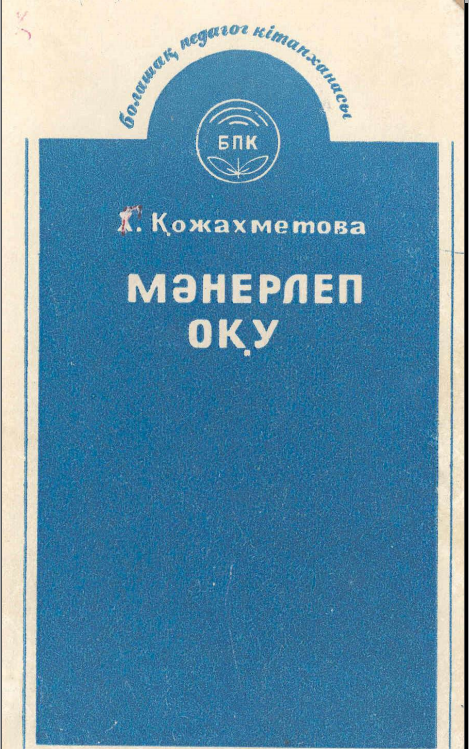 болашақ педагог кітапханасы
БПК
Қожахметова
МӘНЕРЛЕП
ОҚУ